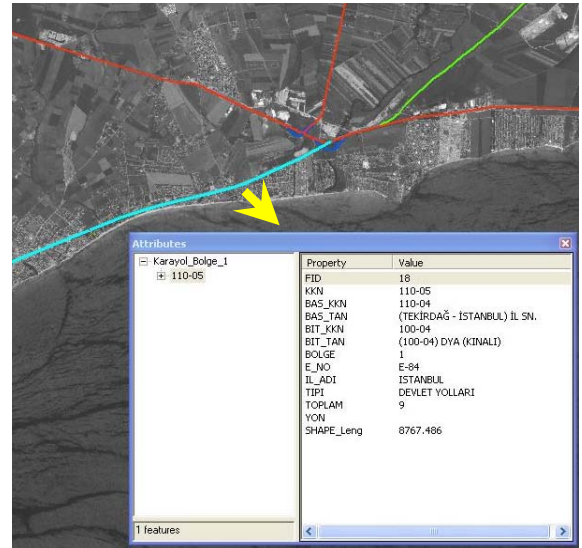 Attributes
Karayol_Bolge_1
110-05
Property Value
FID 18
KKN 110-05
BAS_KKN 110-04
BAS_TAN (TEKİRDAĞ - İSTANBUL) İL SN.
BIT_KKN 100-04
BIT_TAN (100-04) DYA (KINALI)
BOLGE 1
E_NO E-84
IL_ADI ISTANBUL
TIPI DEVLET YOLLARI
TOPLAM 9
YON
SHAPE_Leng 8767.486
1 features